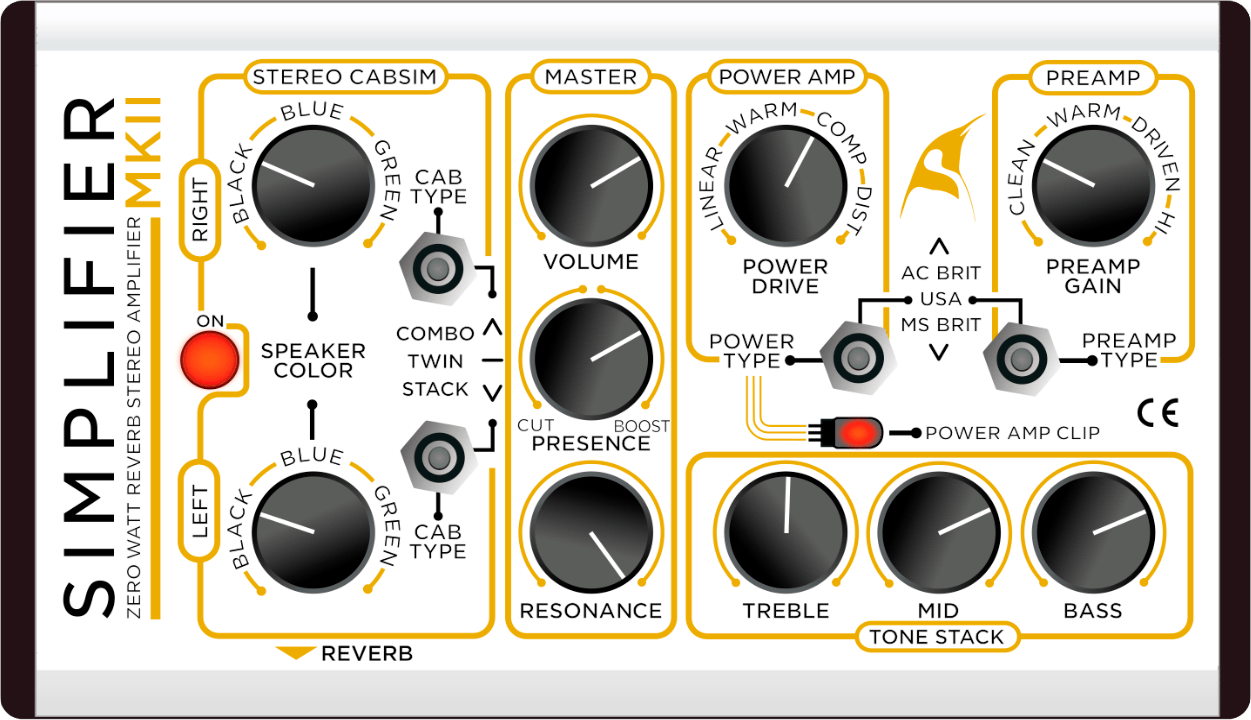 SIMPLIFIER
MKII
ZERO WATT REVERB STEREO AMPLIFIER
STEREO CABSIM
RIGHT
BLACK
BLUE
GREEN
CAB
TYPE
ON
SPEAKER
COLOR
COMBO
TWIN
STACK
LEFT
BLACK
BLUE
GREEN
CAB
TYPE
REVERB
MASTER
VOLUME
CUT
BOOST
PRESENCE
RESONANCE
POWER AMP
LINEAR
WARM
COMP
DIST
POWER
DRIVE
POWER
TYPE
AC BRIT
USA
MS BRIT
PREAMP
CLEAN
WARM
DRIVEN
HI
PREAMP
GAIN
PREAMP
TYPE
CE
POWER AMP CLIP
TREBLE
MID
BASS
TONE STACK